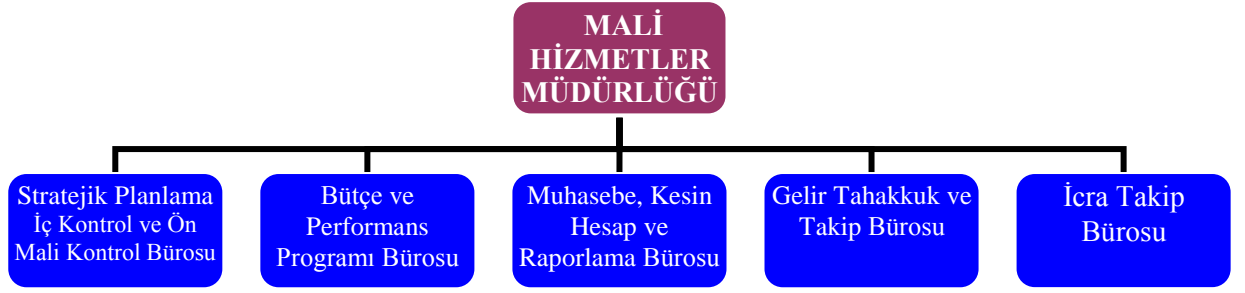 MALİ
HİZMETLER
MÜDÜRLÜĞÜ
Stratejik Planlama
İç Kontrol ve Ön
Mali Kontrol Bürosu
Bütçe ve
Performans
Programı Bürosu
Muhasebe, Kesin
Hesap ve
Raporlama Bürosu
Gelir Tahakkuk ve
Takip Bürosu
İcra Takip
Bürosu